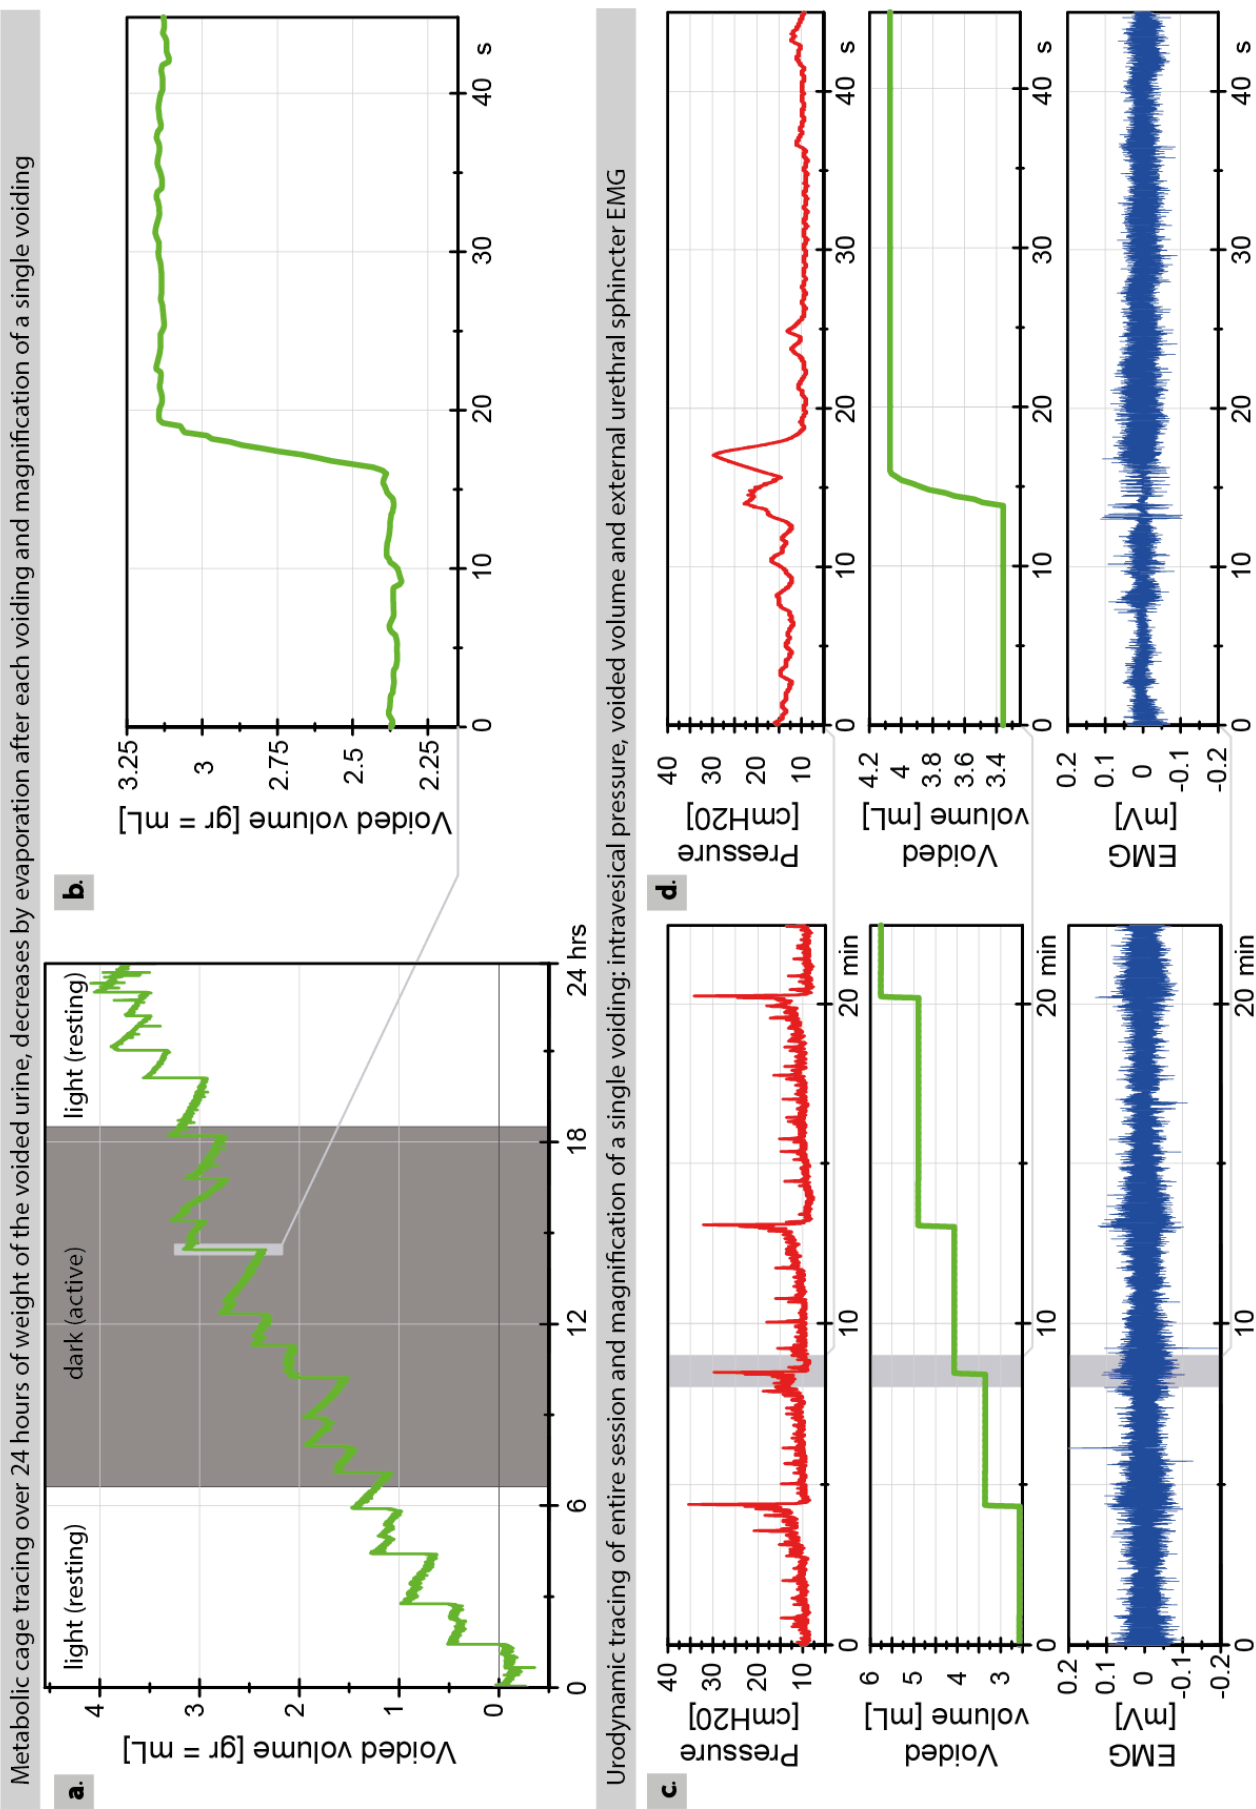 Metabolic cage tracing over 24 hours of weight of the voided urine, decreases by evaporation after each voiding and magnification of a single voiding
a.
Voided volume [gr = mL]
4
3
2
1
0
light (resting)
dark (active)
light (resting)
0
6
12
18
24 hrs
b.
Voided volume [gr = mL]
3.25
3
2.75
2.5
2.25
0
10
20
30
40
s
Urodynamic tracing of entire session and magnification of a single voiding: intravesical pressure, voided volume and external urethral sphincter EMG
c.
Pressure
[cmH20]
40
30
20
10
0
10
20
min
Voided
volume [mL]
6
5
4
3
0
10
20
min
EMG
[mV]
0.2
0.1
0
-0.1
-0.2
0
10
20
min
d.
Pressure
[cmH20]
40
30
20
10
0
10
20
30
40
s
Voided
volume [mL]
4.2
4
3.8
3.6
3.4
0
10
20
30
40
s
EMG
[mV]
0.2
0.1
0
-0.1
-0.2
0
10
20
30
40
s